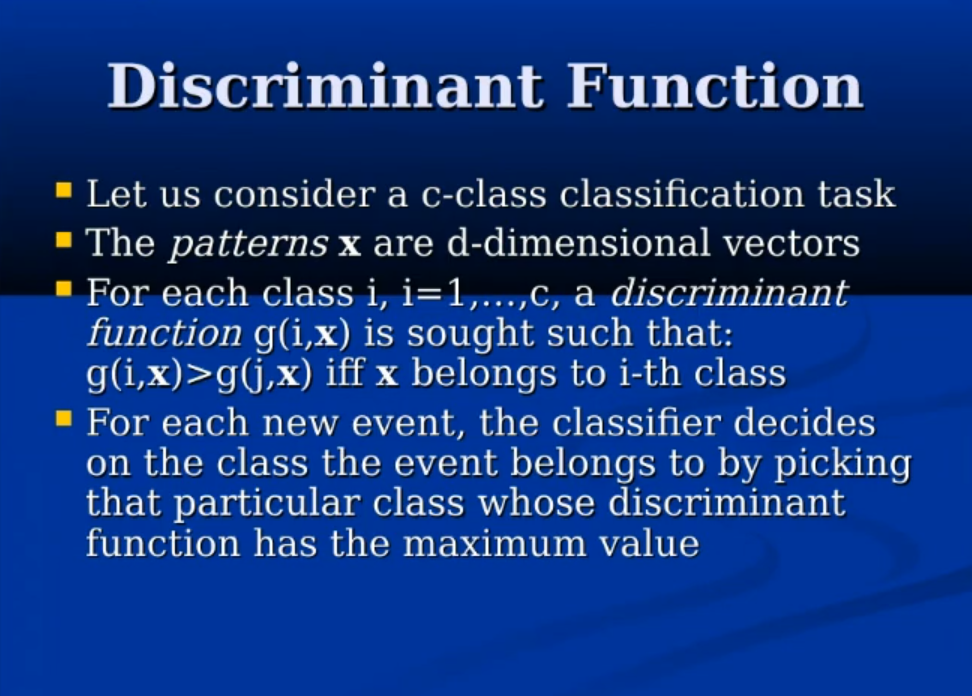 Discriminant Function
Let us consider a c-class classification task
The patterns x are d-dimensional vectors
For each class i, i=1,...,c, a discriminant
function g(i,x) is sought such that:
g(i,x)>g(j,x) iff x belongs to i-th class
For each new event, the classifier decides
on the class the event belongs to by picking
that particular class whose discriminant
function has the maximum value